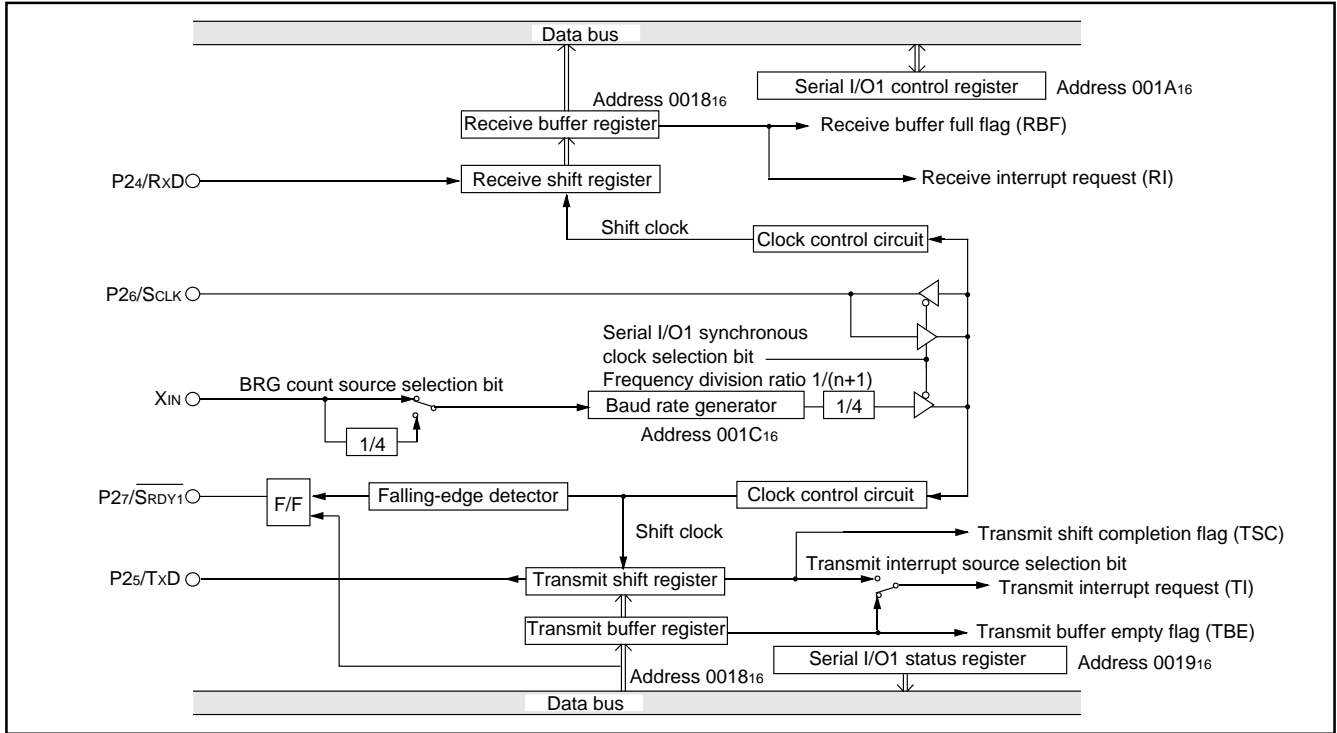 Data bus
Serial I/O1 control register
Address 001A16
Address 001816
Receive buffer register
Receive buffer full flag (RBF)
P24/RXD
Receive shift register
Receive interrupt request (RI)
Shift clock
Clock control circuit
P26/SCLK
Serial I/O1 synchronous
clock selection bit
Frequency division ratio 1/(n+1)
XIN
BRG count source selection bit
Baud rate generator
1/4
1/4
Address 001C16
P27/SRDY1
F/F
Falling-edge detector
Clock control circuit
Shift clock
Transmit shift completion flag (TSC)
Transmit interrupt source selection bit
P25/TXD
Transmit shift register
Transmit interrupt request (TI)
Transmit buffer register
Transmit buffer empty flag (TBE)
Address 001816
Serial I/O1 status register
Address 001916
Data bus